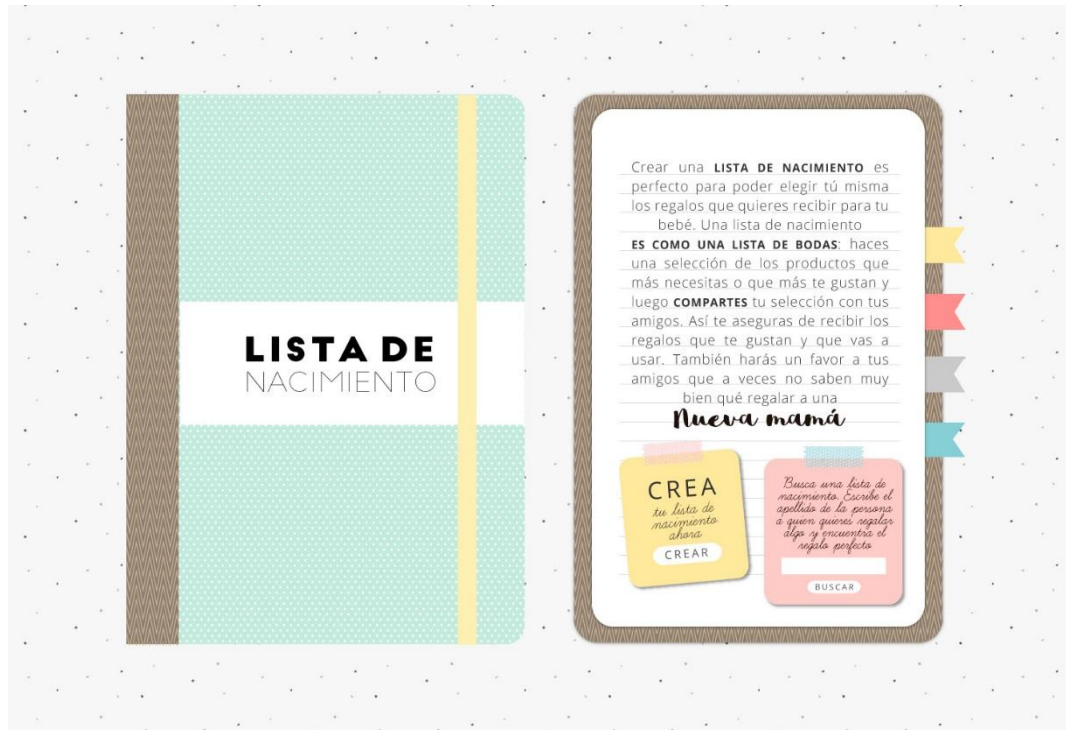 LISTA DE
NACIMIENTO
Crear una LISTA DE NACIMIENTO es
perfecto para poder elegir tú misma
los regalos que quieres recibir para tu
bebé. Una lista de nacimiento
ES COMO UNA LISTA DE BODAS: haces
una selección de los productos que
más necesitas o que más te gustan y
luego COMPARTES tu selección con tus
amigos. Así te aseguras de recibir los
regalos que te gustan y que vas a
usar. También harás un favor a tus
amigos que a veces no saben muy
bien qué regalar a una
Nueva mamá
CREA
tu lista de
nacimiento
ahora
CREAR
Busca una lista de
nacimiento. Escribe el
apellido de la persona
a quien quieres regalar
algo y encuentra el
regalo perfecto
BUSCAR